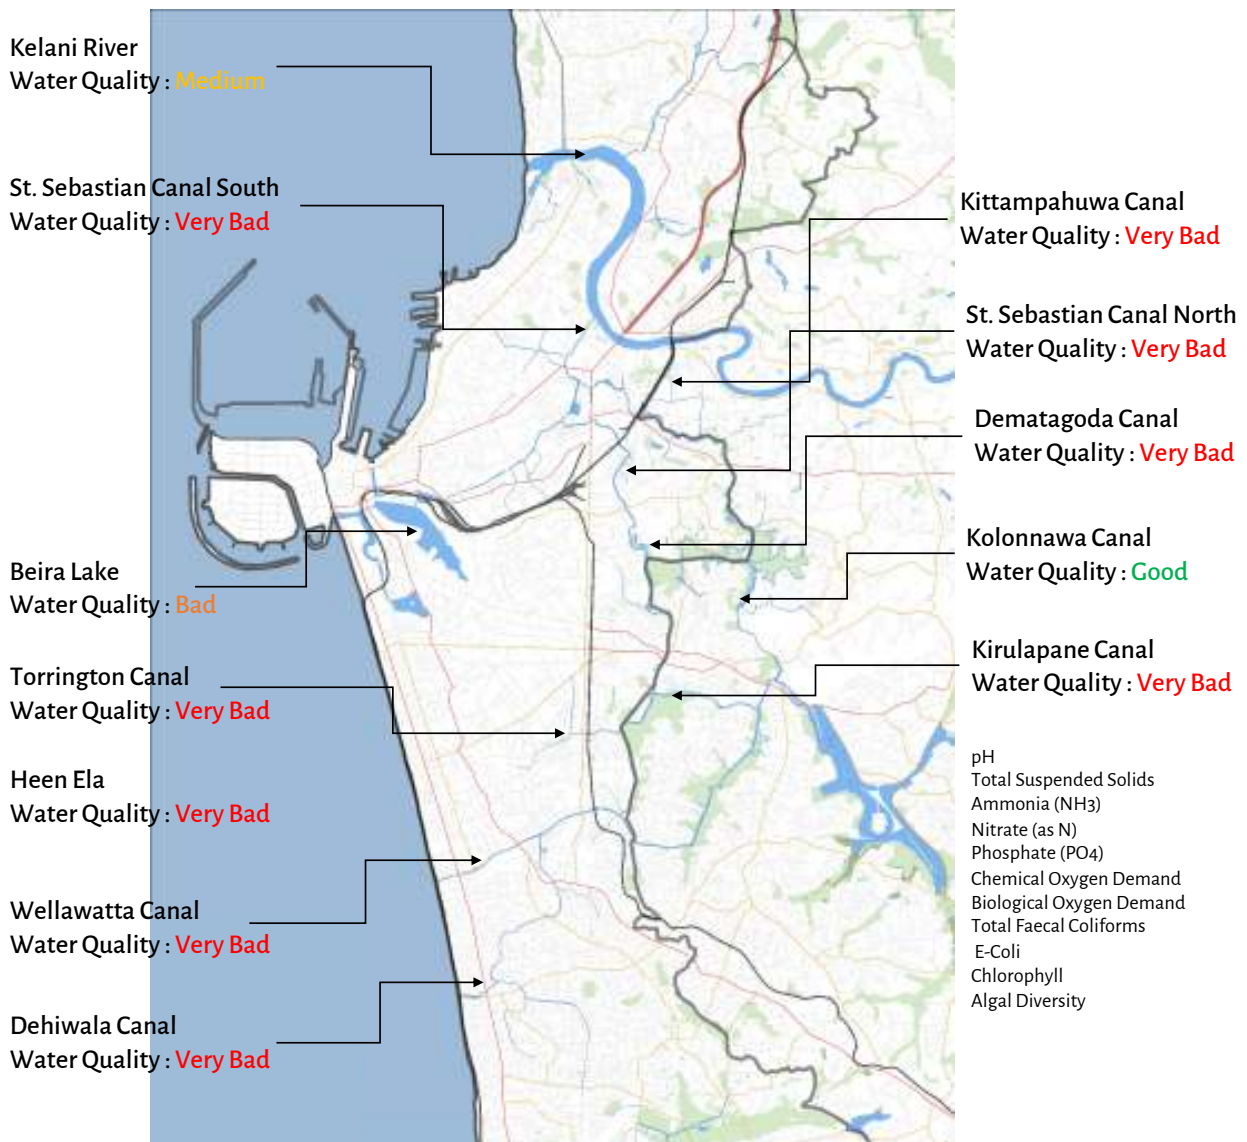 Kelani River
Water Quality : Medium
St. Sebastian Canal South
Water Quality : Very Bad
Beira Lake
Water Quality : Bad
Torrington Canal
Water Quality : Very Bad
Heen Ela
Water Quality : Very Bad
Wellawatta Canal
Water Quality : Very Bad
Dehiwala Canal
Water Quality : Very Bad
Kittampahuwa Canal
Water Quality : Very Bad
St. Sebastian Canal North
Water Quality : Very Bad
Dematagoda Canal
Water Quality : Very Bad
Kolonnawa Canal
Water Quality : Good
Kirulapane Canal
Water Quality : Very Bad
pH
Total Suspended Solids
Ammonia (NH3)
Nitrate (as N)
Phosphate (PO4)
Chemical Oxygen Demand
Biological Oxygen Demand
Total Faecal Coliforms
E-Coli
Chlorophyll
Algal Diversity